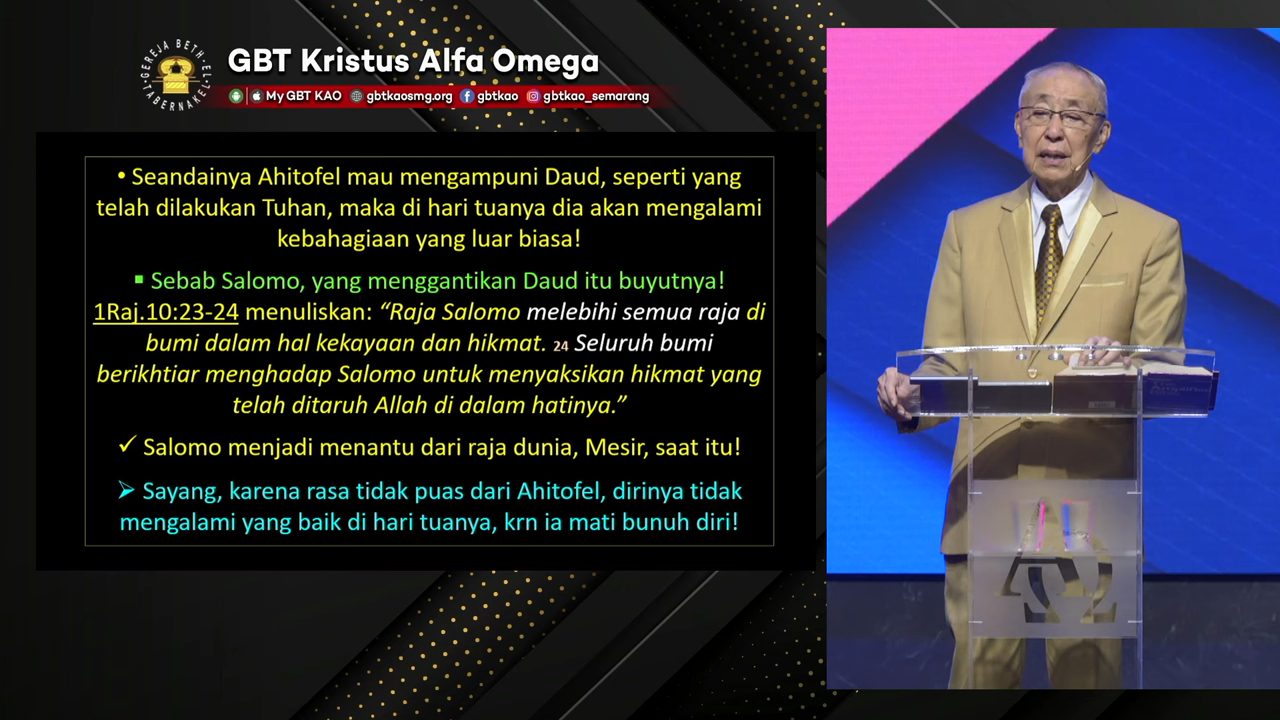 GEREJA BETH-EL TABERNAKEL
GBT Kristus Alfa Omega
My GBT KAO gbtkaosmg.org gbtkao gbtkao_semarang
• Seandainya Ahitofel mau mengampuni Daud, seperti yang
telah dilakukan Tuhan, maka di hari tuanya dia akan mengalami
kebahagiaan yang luar biasa!
▪ Sebab Salomo, yang menggantikan Daud itu buyutnya!
1Raj.10:23-24 menuliskan: “Raja Salomo melebihi semua raja di
bumi dalam hal kekayaan dan hikmat. 24 Seluruh bumi
berikhtiar menghadap Salomo untuk menyaksikan hikmat yang
telah ditaruh Allah di dalam hatinya.”
✓ Salomo menjadi menantu dari raja dunia, Mesir, saat itu!
➢ Sayang, karena rasa tidak puas dari Ahitofel, dirinya tidak
mengalami yang baik di hari tuanya, krn ia mati bunuh diri!
ΑΩ